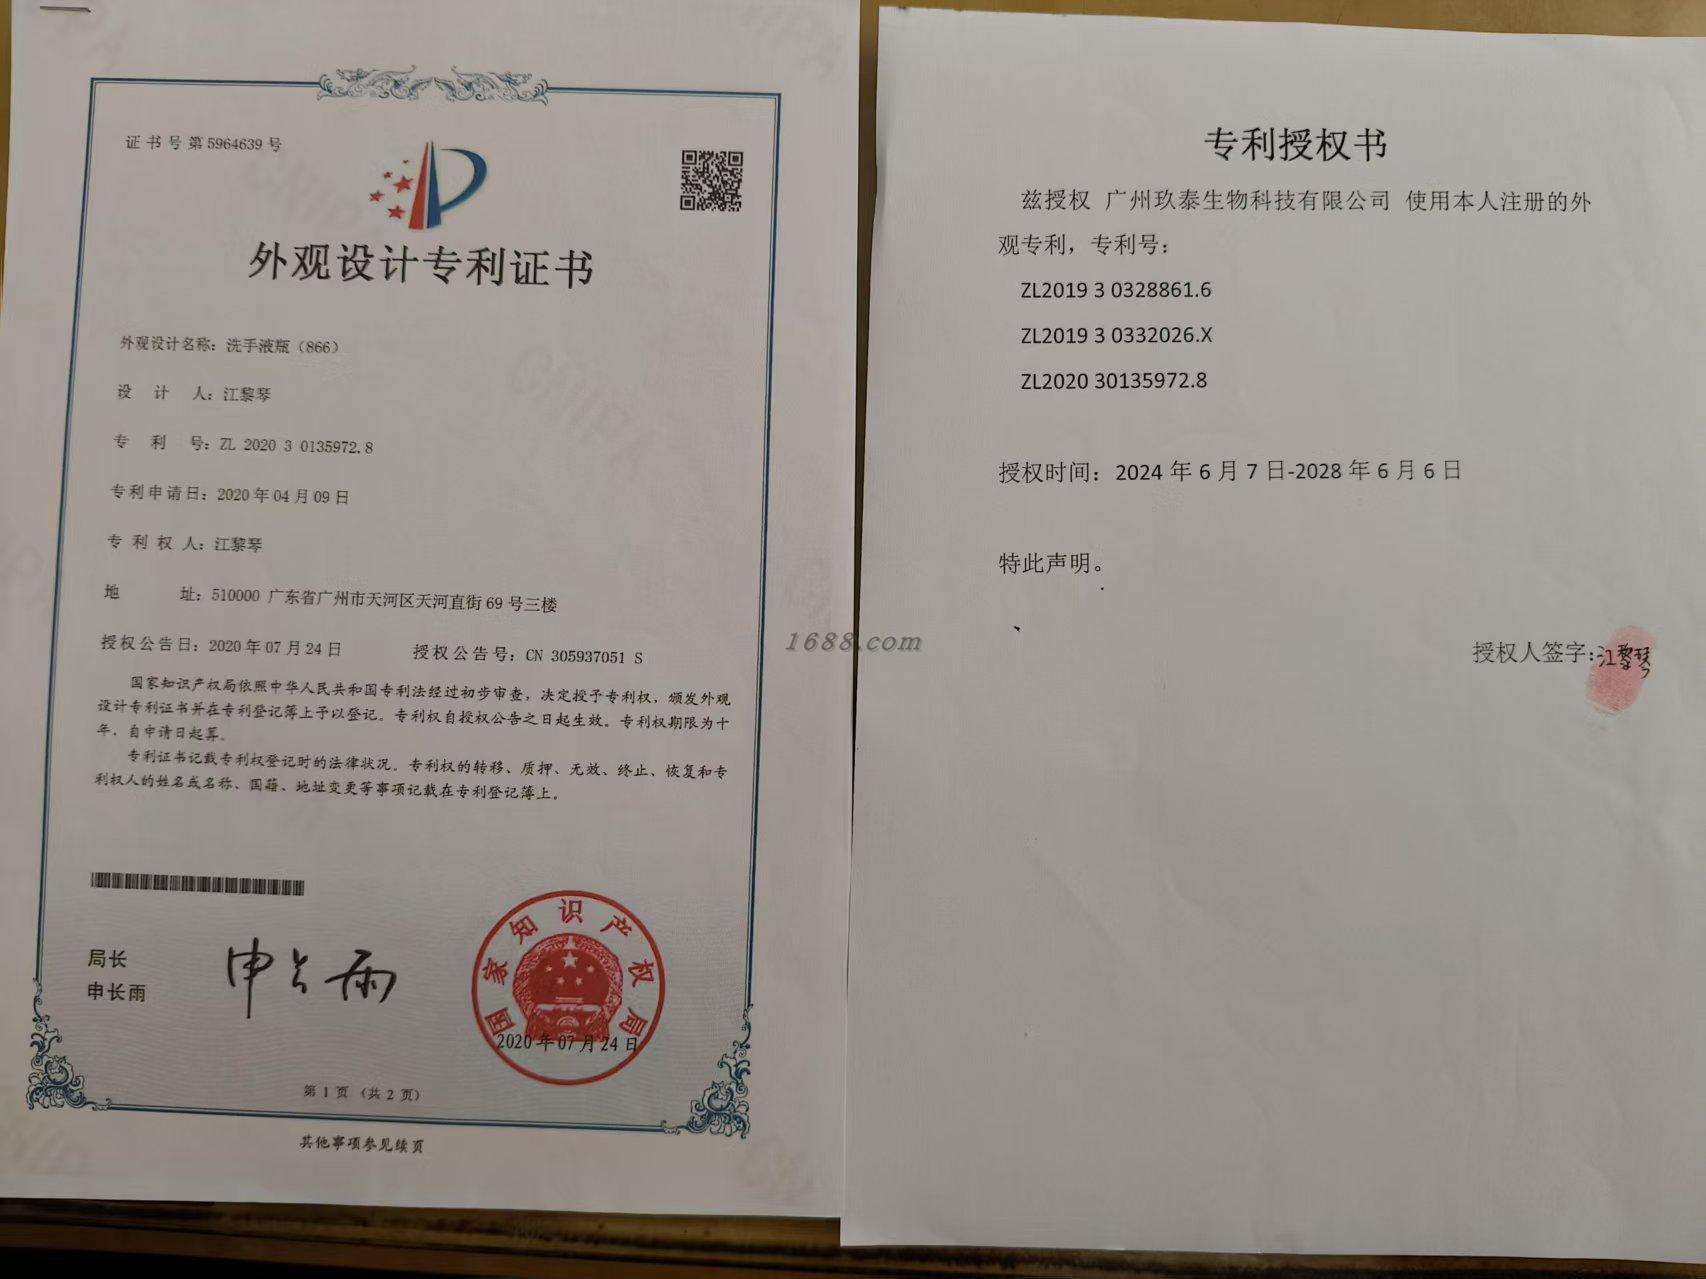 证书号第5964639号
外观设计专利证书
外观设计名称：洗手液瓶（866）
设计人：江黎琴
专利号：ZL 2020 3 0135972.8
专利申请日：2020年04月09日
专利权人：江黎琴
地址：510000 广东省广州市天河区天河直街69号三楼
授权公告日：2020年07月24日 授权公告号：CN 305937051 S
国家知识产权局依照中华人民共和国专利法经过初步审查，决定授予专利权，颁发外观
设计专利证书并在专利登记簿上予以登记。专利权自授权公告之日起生效。专利权期限为十
年，自申请日起算。
专利证书记载专利权登记时的法律状况。专利权的转移、质押、无效、终止、恢复和专
利权人的姓名或名称、国籍、地址变更等事项记载在专利登记簿上。
局长
申长雨
申长雨
国家知识产权局
2020年07月24日
第 1 页 （共 2 页）
其他事项参见续页
专利授权书
兹授权 广州玖泰生物科技有限公司 使用本人注册的外
观专利，专利号：
ZL2019 3 0328861.6
ZL2019 3 0332026.X
ZL2020 30135972.8
授权时间：2024 年 6 月 7 日-2028 年 6 月 6 日
特此声明。
授权人签字：江黎琴
1688.com